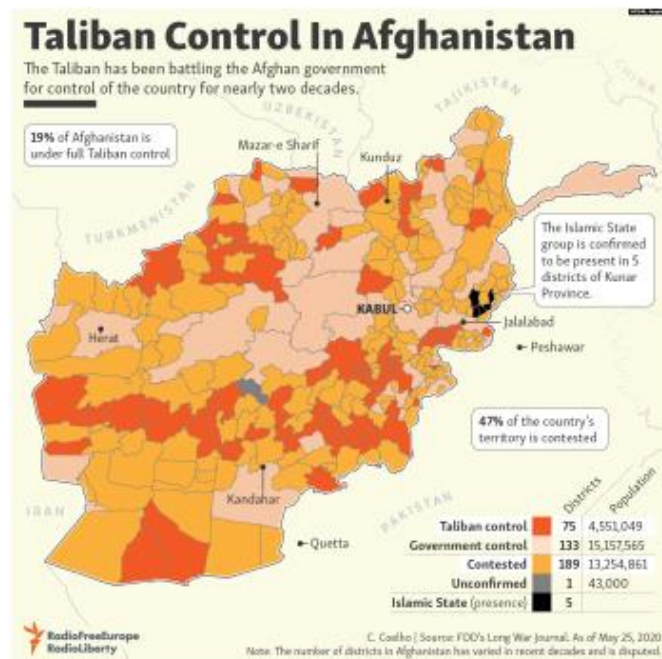 Taliban Control In Afghanistan
The Taliban has been battling the Afghan government
for control of the country for nearly two decades.
19% of Afghanistan is
under full Taliban control
UZBEKISTAN
TAJIKISTAN
CHINA
Mazar-e Sharif
Kunduz
TURKMENISTAN
The Islamic State
group is confirmed
to be present in 5
districts of Kunar
Province.
KABUL
Jalalabad
Herat
Peshawar
47% of the country's
territory is contested
Kandahar
IRAN
PAKISTAN
Quetta
Districts Population
Taliban control 75 4,551,049
Government control 133 15,157,565
Contested 189 13,254,861
Unconfirmed 1 43,000
Islamic State (presence) 5
RadioFreeEurope
RadioLiberty
C. Coelho | Source: FDD's Long War Journal. As of May 25, 2020
Note: The number of districts in Afghanistan has varied in recent decades and is disputed.